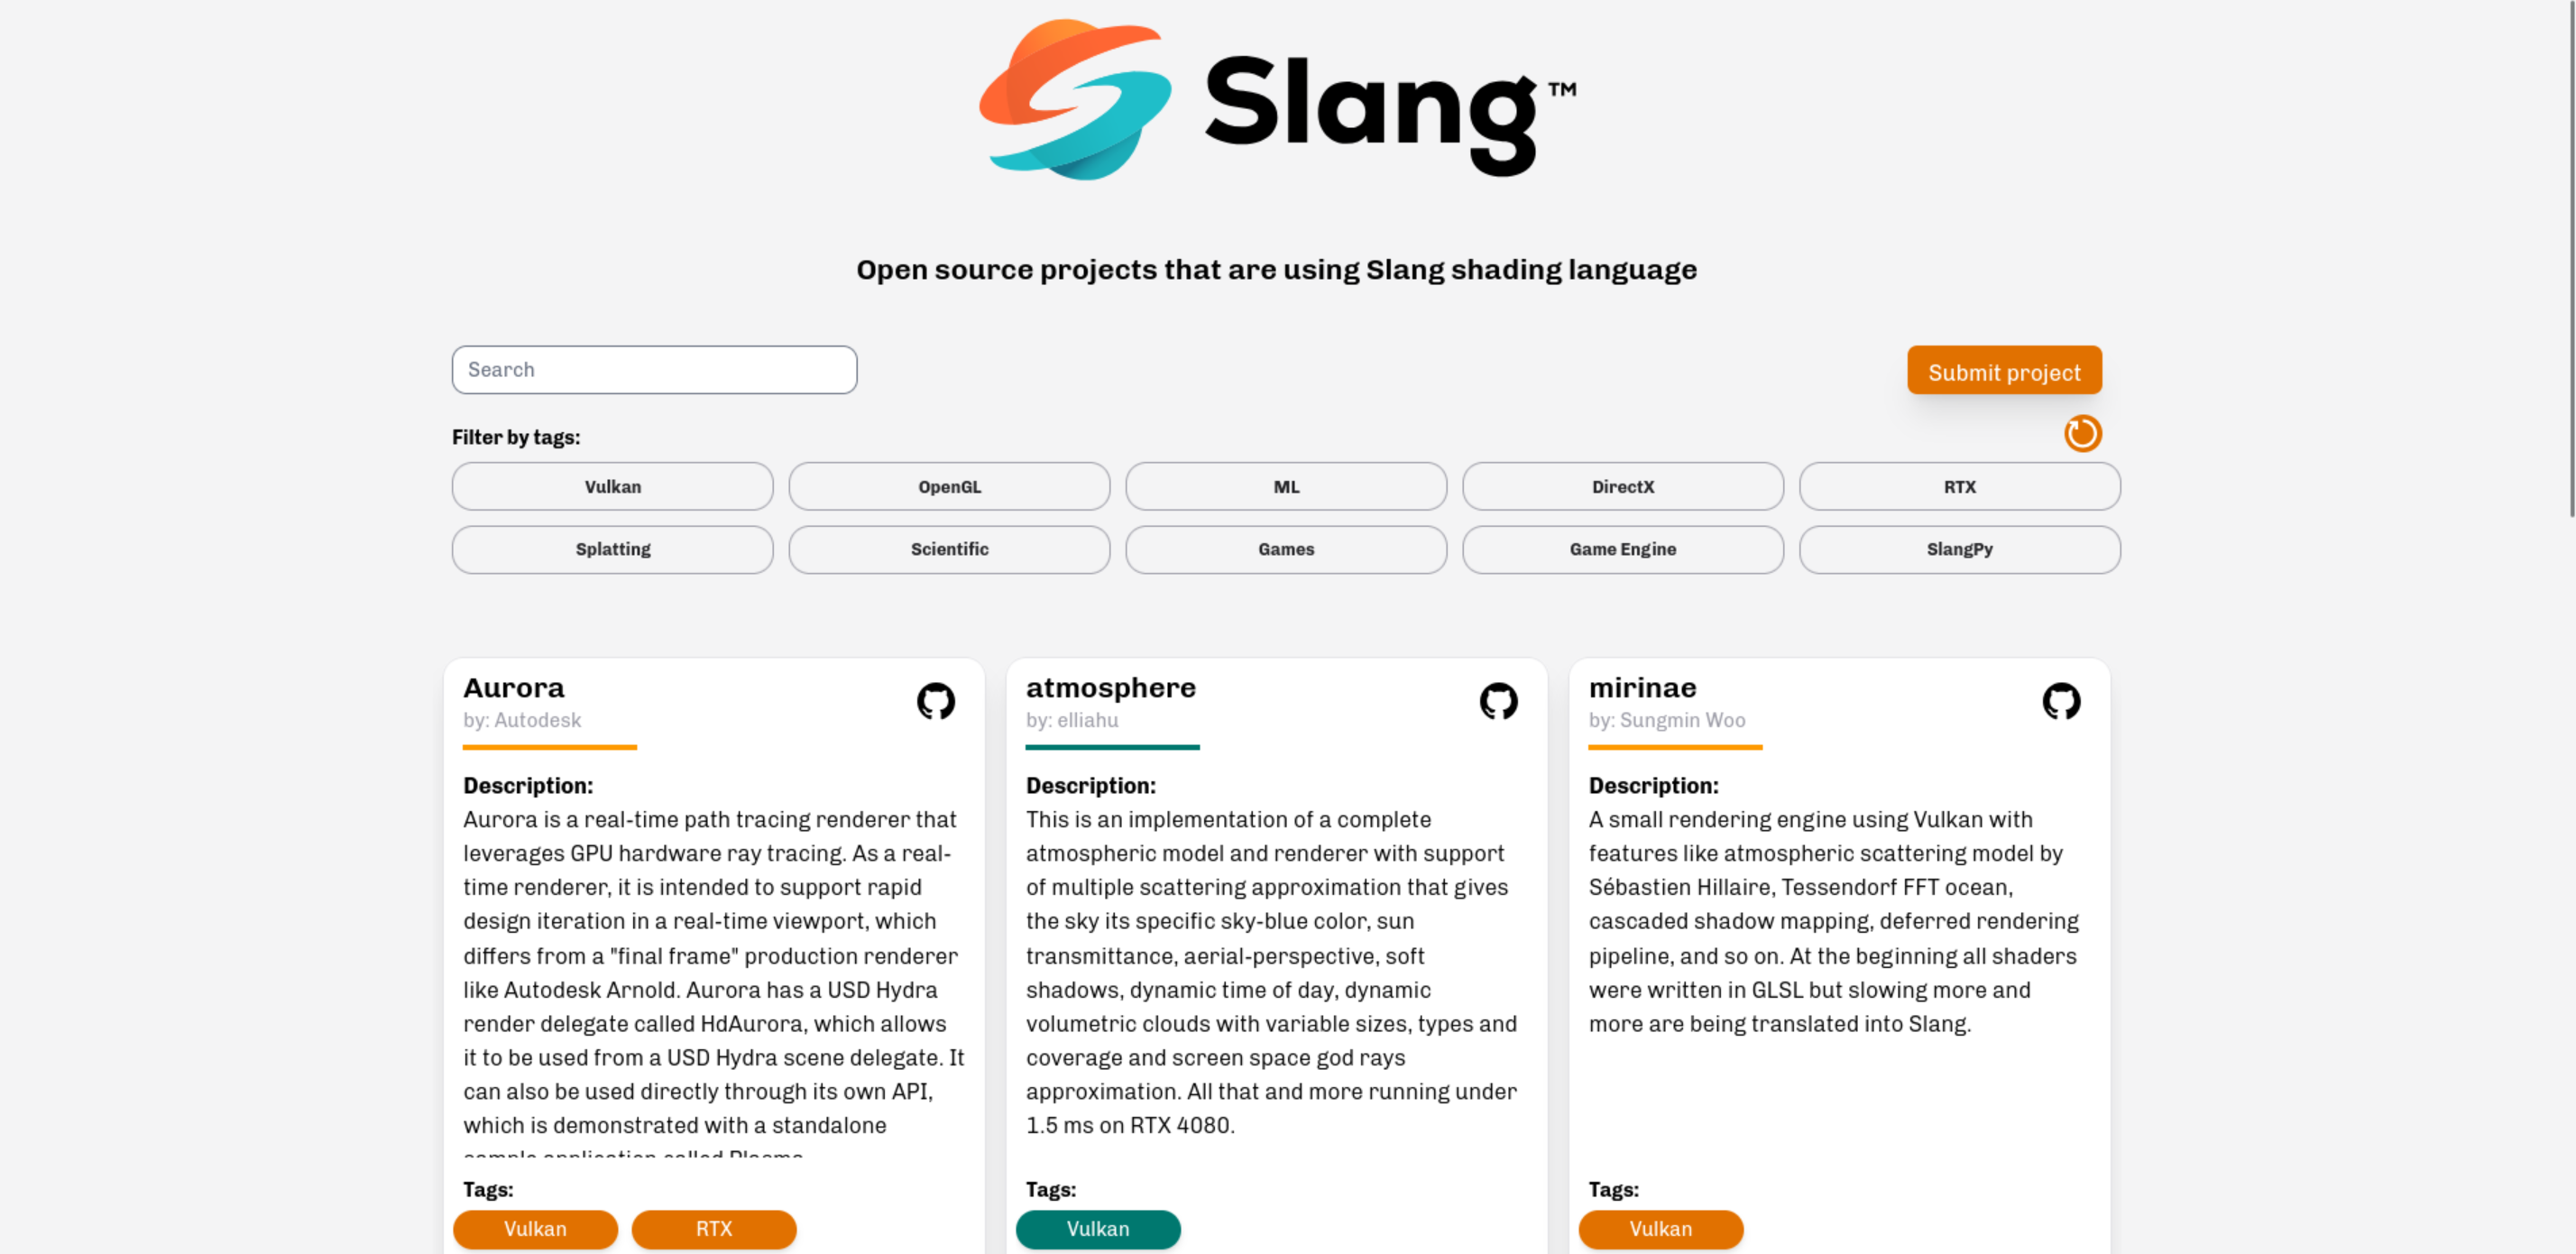 Slang™
Open source projects that are using Slang shading language
Search
Submit project
Filter by tags:
Vulkan
OpenGL
ML
DirectX
RTX
Splatting
Scientific
Games
Game Engine
SlangPy
Aurora
by: Autodesk
Description:
Aurora is a real-time path tracing renderer that
leverages GPU hardware ray tracing. As a real-
time renderer, it is intended to support rapid
design iteration in a real-time viewport, which
differs from a "final frame" production renderer
like Autodesk Arnold. Aurora has a USD Hydra
render delegate called HdAurora, which allows
it to be used from a USD Hydra scene delegate. It
can also be used directly through its own API,
which is demonstrated with a standalone
sample application called Plasma.
Tags:
Vulkan
RTX
atmosphere
by: elliahu
Description:
This is an implementation of a complete
atmospheric model and renderer with support
of multiple scattering approximation that gives
the sky its specific sky-blue color, sun
transmittance, aerial-perspective, soft
shadows, dynamic time of day, dynamic
volumetric clouds with variable sizes, types and
coverage and screen space god rays
approximation. All that and more running under
1.5 ms on RTX 4080.
Tags:
Vulkan
mirinae
by: Sungmin Woo
Description:
A small rendering engine using Vulkan with
features like atmospheric scattering model by
Sébastien Hillaire, Tessendorf FFT ocean,
cascaded shadow mapping, deferred rendering
pipeline, and so on. At the beginning all shaders
were written in GLSL but slowing more and
more are being translated into Slang.
Tags:
Vulkan